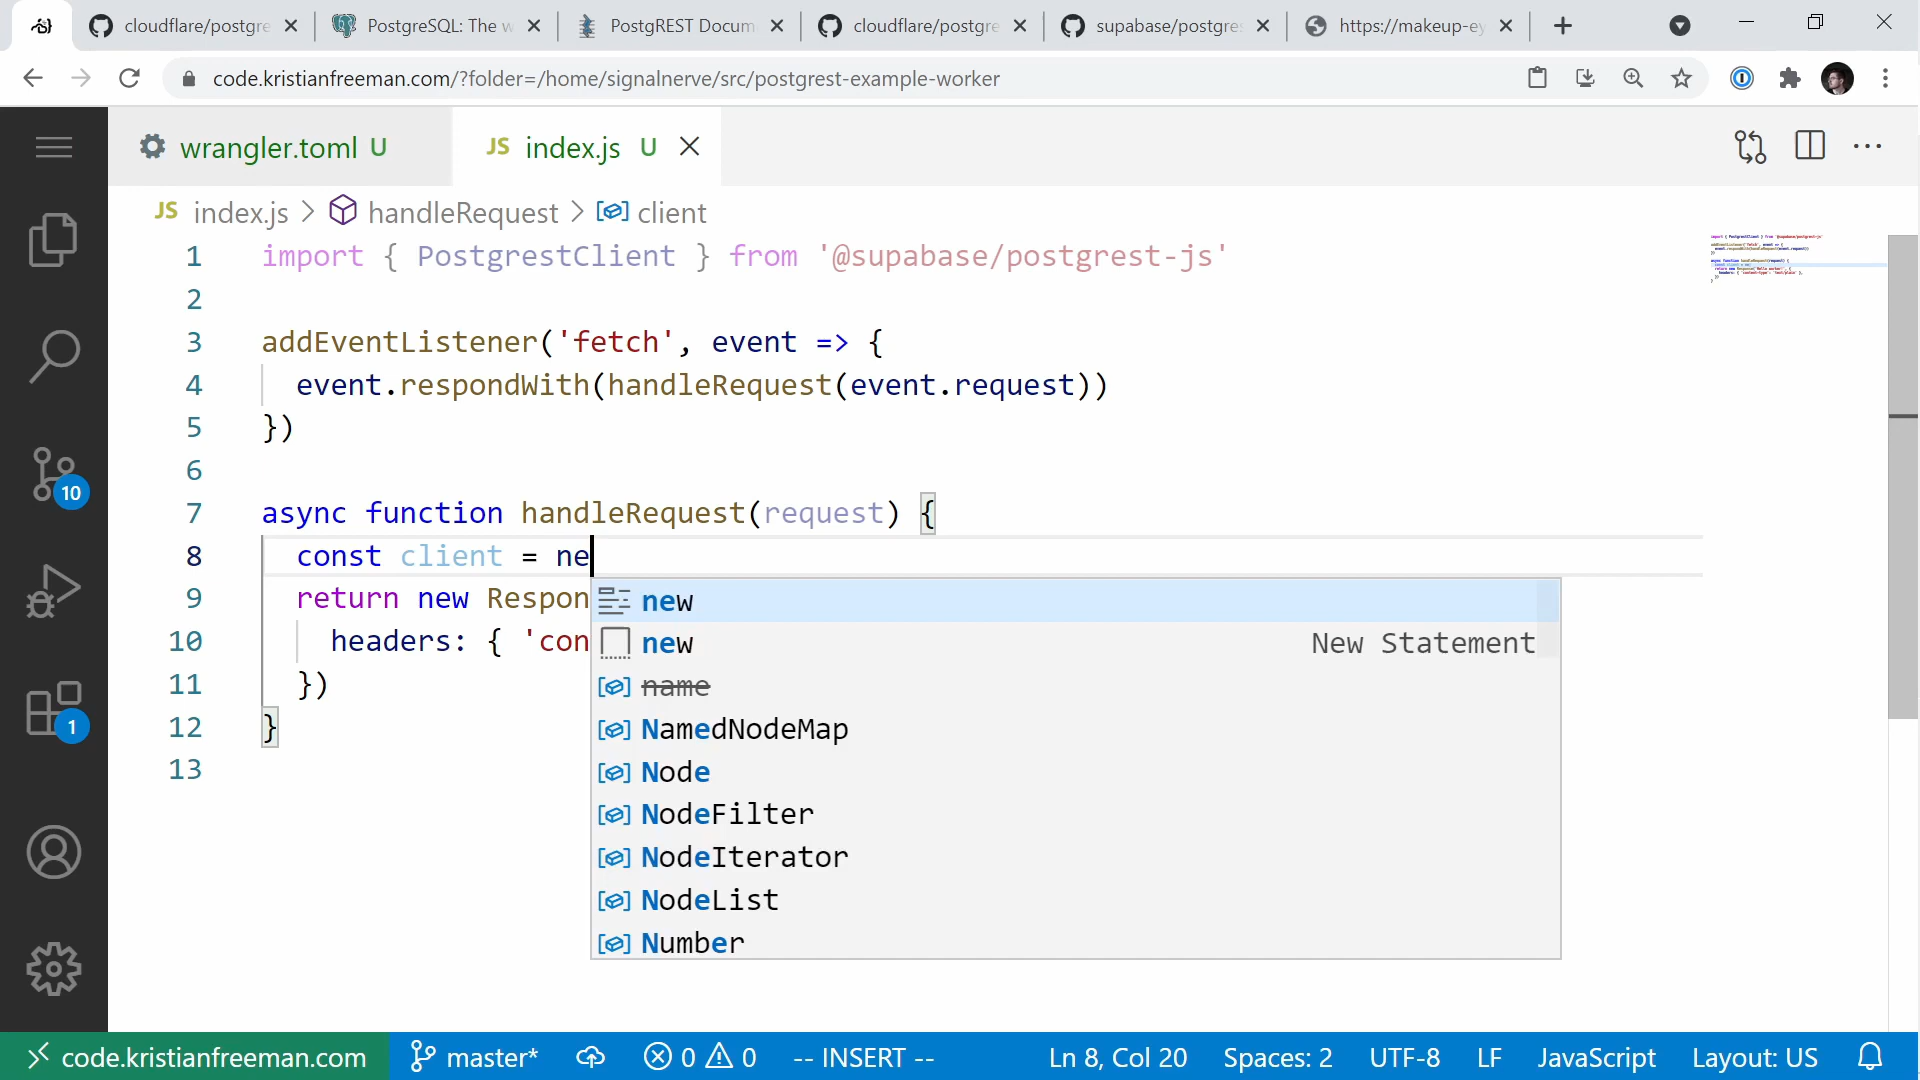 cloudflare/postgre
PostgreSQL: The w
PostgREST Docum
cloudflare/postgre
supabase/postgres
https://makeup-ey
code.kristianfreeman.com/?folder=/home/signalnerve/src/postgrest-example-worker
wrangler.toml U
JS index.js U
JS index.js > handleRequest > client
1 import { PostgrestClient } from '@supabase/postgrest-js'
2
3 addEventListener('fetch', event => {
4 event.respondWith(handleRequest(event.request))
5 })
6
7 async function handleRequest(request) {
8 const client = ne
9 return new Respon
10 headers: { 'con
11 })
12 }
13
new
new New Statement
name
NamedNodeMap
Node
NodeFilter
NodeIterator
NodeList
Number
10
1
code.kristianfreeman.com master* 0 0 -- INSERT -- Ln 8, Col 20 Spaces: 2 UTF-8 LF JavaScript Layout: US